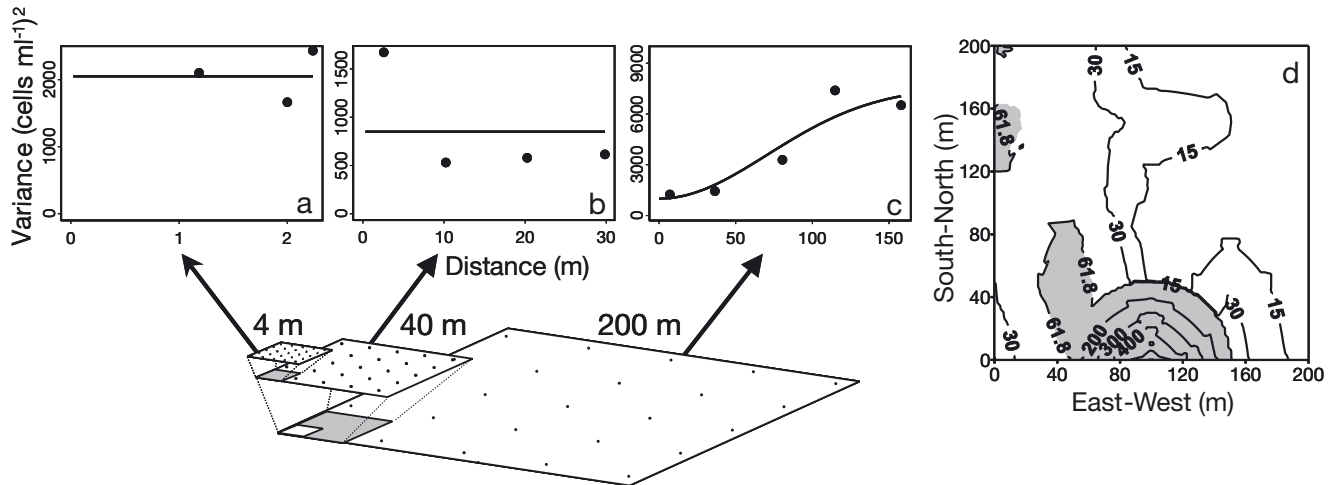 Variance (cells ml⁻¹)²
2000
1000
0
a
0 1 2
1500
1000
500
0
b
0 10 20 30
9000
6000
3000
0
c
0 50 100 150
Distance (m)
4 m
40 m
200 m
South-North (m)
200
160
120
80
40
0
d
30
15
61.8
15
30
61.8
15
30
15
30
61.8
200
300
400
0 40 80 120 160 200
East-West (m)